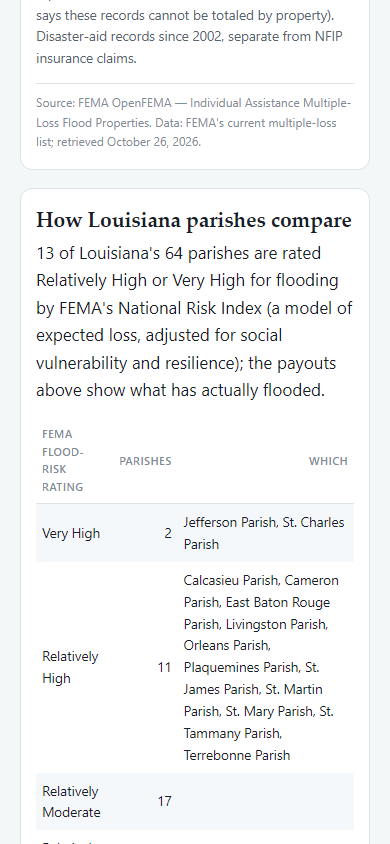 says these records cannot be totaled by property).
Disaster-aid records since 2002, separate from NFIP
insurance claims.
Source: FEMA OpenFEMA — Individual Assistance Multiple-
Loss Flood Properties. Data: FEMA's current multiple-loss
list; retrieved October 26, 2026.
How Louisiana parishes compare
13 of Louisiana's 64 parishes are rated
Relatively High or Very High for flooding
by FEMA's National Risk Index (a model of
expected loss, adjusted for social
vulnerability and resilience); the payouts
above show what has actually flooded.
FEMA
FLOOD-
RISK
RATING
PARISHES
WHICH
Very High
2
Jefferson Parish, St. Charles
Parish
Relatively
High
11
Calcasieu Parish, Cameron
Parish, East Baton Rouge
Parish, Livingston Parish,
Orleans Parish,
Plaquemines Parish, St.
James Parish, St. Martin
Parish, St. Mary Parish, St.
Tammany Parish,
Terrebonne Parish
Relatively
Moderate
17